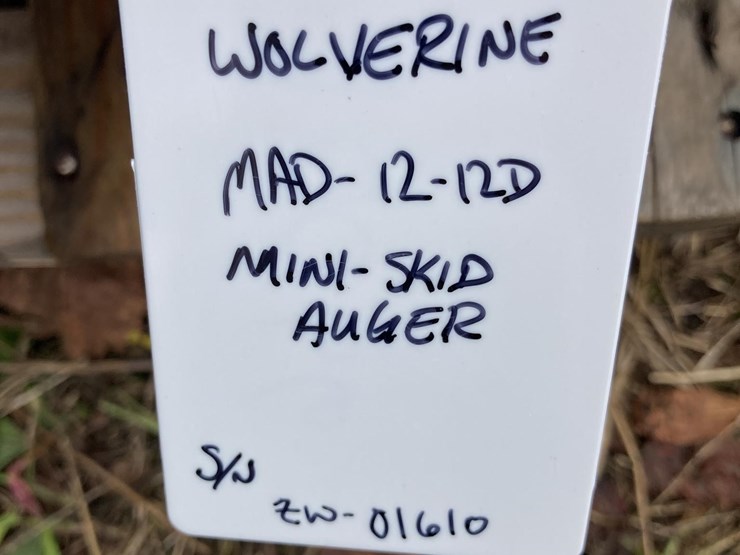 WOLVERINE
MAD-12-12D
MINI-SKID
AUGER
S/N
ZW-01610